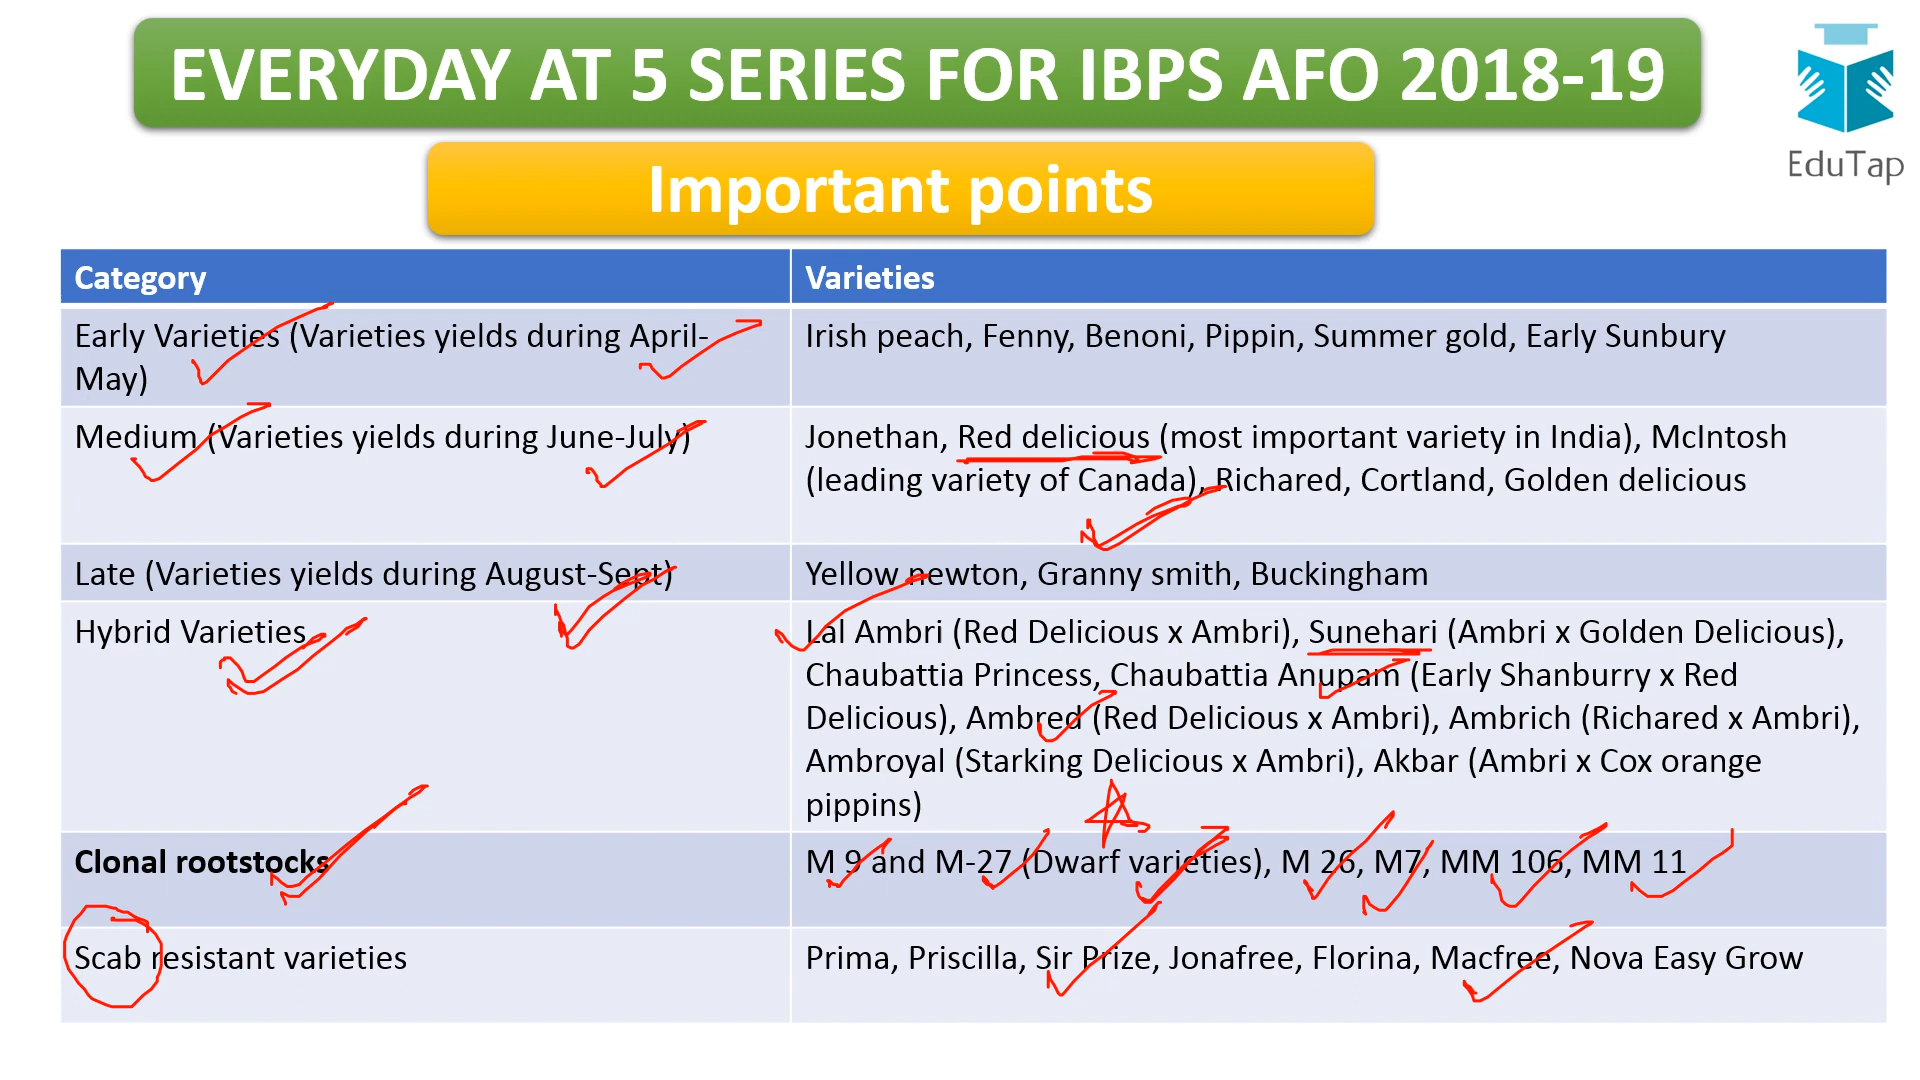 EVERYDAY AT 5 SERIES FOR IBPS AFO 2018-19
EduTap
Important points
Category
Varieties
Early Varieties (Varieties yields during April-
May)
Irish peach, Fenny, Benoni, Pippin, Summer gold, Early Sunbury
Medium (Varieties yields during June-July)
Jonethan, Red delicious (most important variety in India), McIntosh
(leading variety of Canada), Richared, Cortland, Golden delicious
Late (Varieties yields during August-Sept)
Yellow newton, Granny smith, Buckingham
Hybrid Varieties
Lal Ambri (Red Delicious x Ambri), Sunehari (Ambri x Golden Delicious),
Chaubattia Princess, Chaubattia Anupam (Early Shanburry x Red
Delicious), Ambred (Red Delicious x Ambri), Ambrich (Richared x Ambri),
Ambroyal (Starking Delicious x Ambri), Akbar (Ambri x Cox orange
pippins)
Clonal rootstocks
M 9 and M-27 (Dwarf varieties), M 26, M7, MM 106, MM 11
Scab resistant varieties
Prima, Priscilla, Sir Prize, Jonafree, Florina, Macfree, Nova Easy Grow